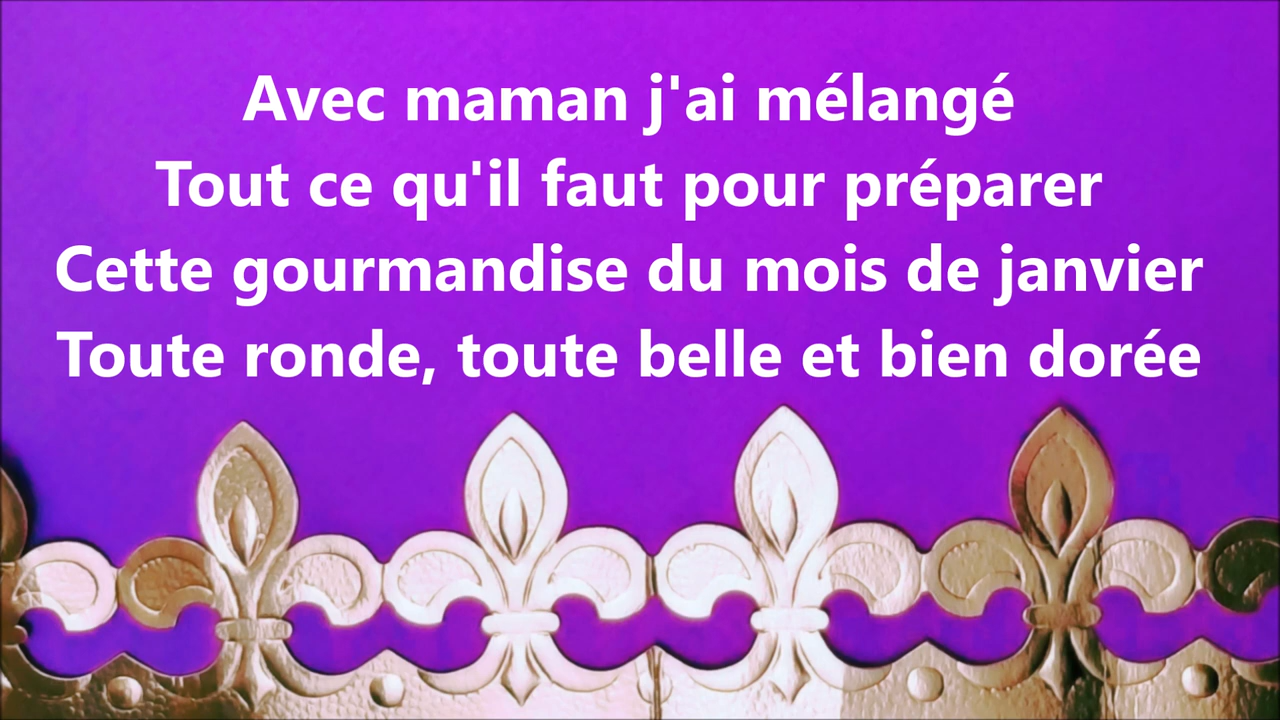 Avec maman j'ai mélangé
Tout ce qu'il faut pour préparer
Cette gourmandise du mois de janvier
Toute ronde, toute belle et bien dorée